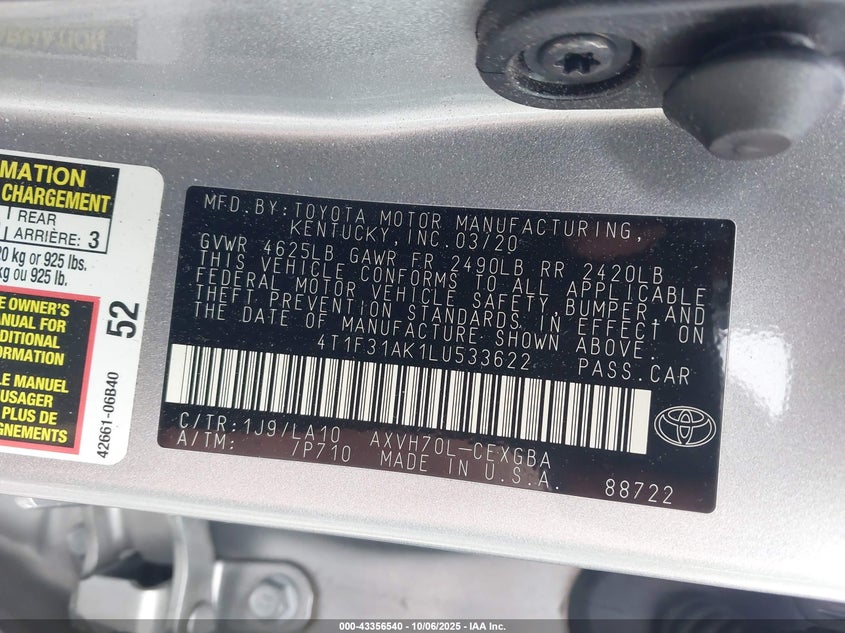 MATION
CHARGEMENT
REAR
ARRIÈRE: 3
20 kg or 925 lbs.
kg ou 925 lb.
E OWNER'S
ANUAL FOR
DDITIONAL
FORMATION
LE MANUEL
USAGER
PLUS DE
GNEMENTS
52
42661-06B40
MFD.BY:TOYOTA MOTOR MANUFACTURING,
KENTUCKY, INC.03/20
GVWR 4625LB GAWR FR 2490LB RR 2420LB
THIS VEHICLE CONFORMS TO ALL APPLICABLE
FEDERAL MOTOR VEHICLE SAFETY, BUMPER, AND
THEFT PREVENTION STANDARDS IN EFFECT ON
THE DATE OF MANUFACTURE SHOWN ABOVE.
4T1F31AK1LU533622 PASS.CAR
C/TR:1J9/LA10 AXVH70L-CEXGBA
A/TM: /P710 MADE IN U.S.A.
88722
000-43356540 - 10/06/2025 - IAA Inc.